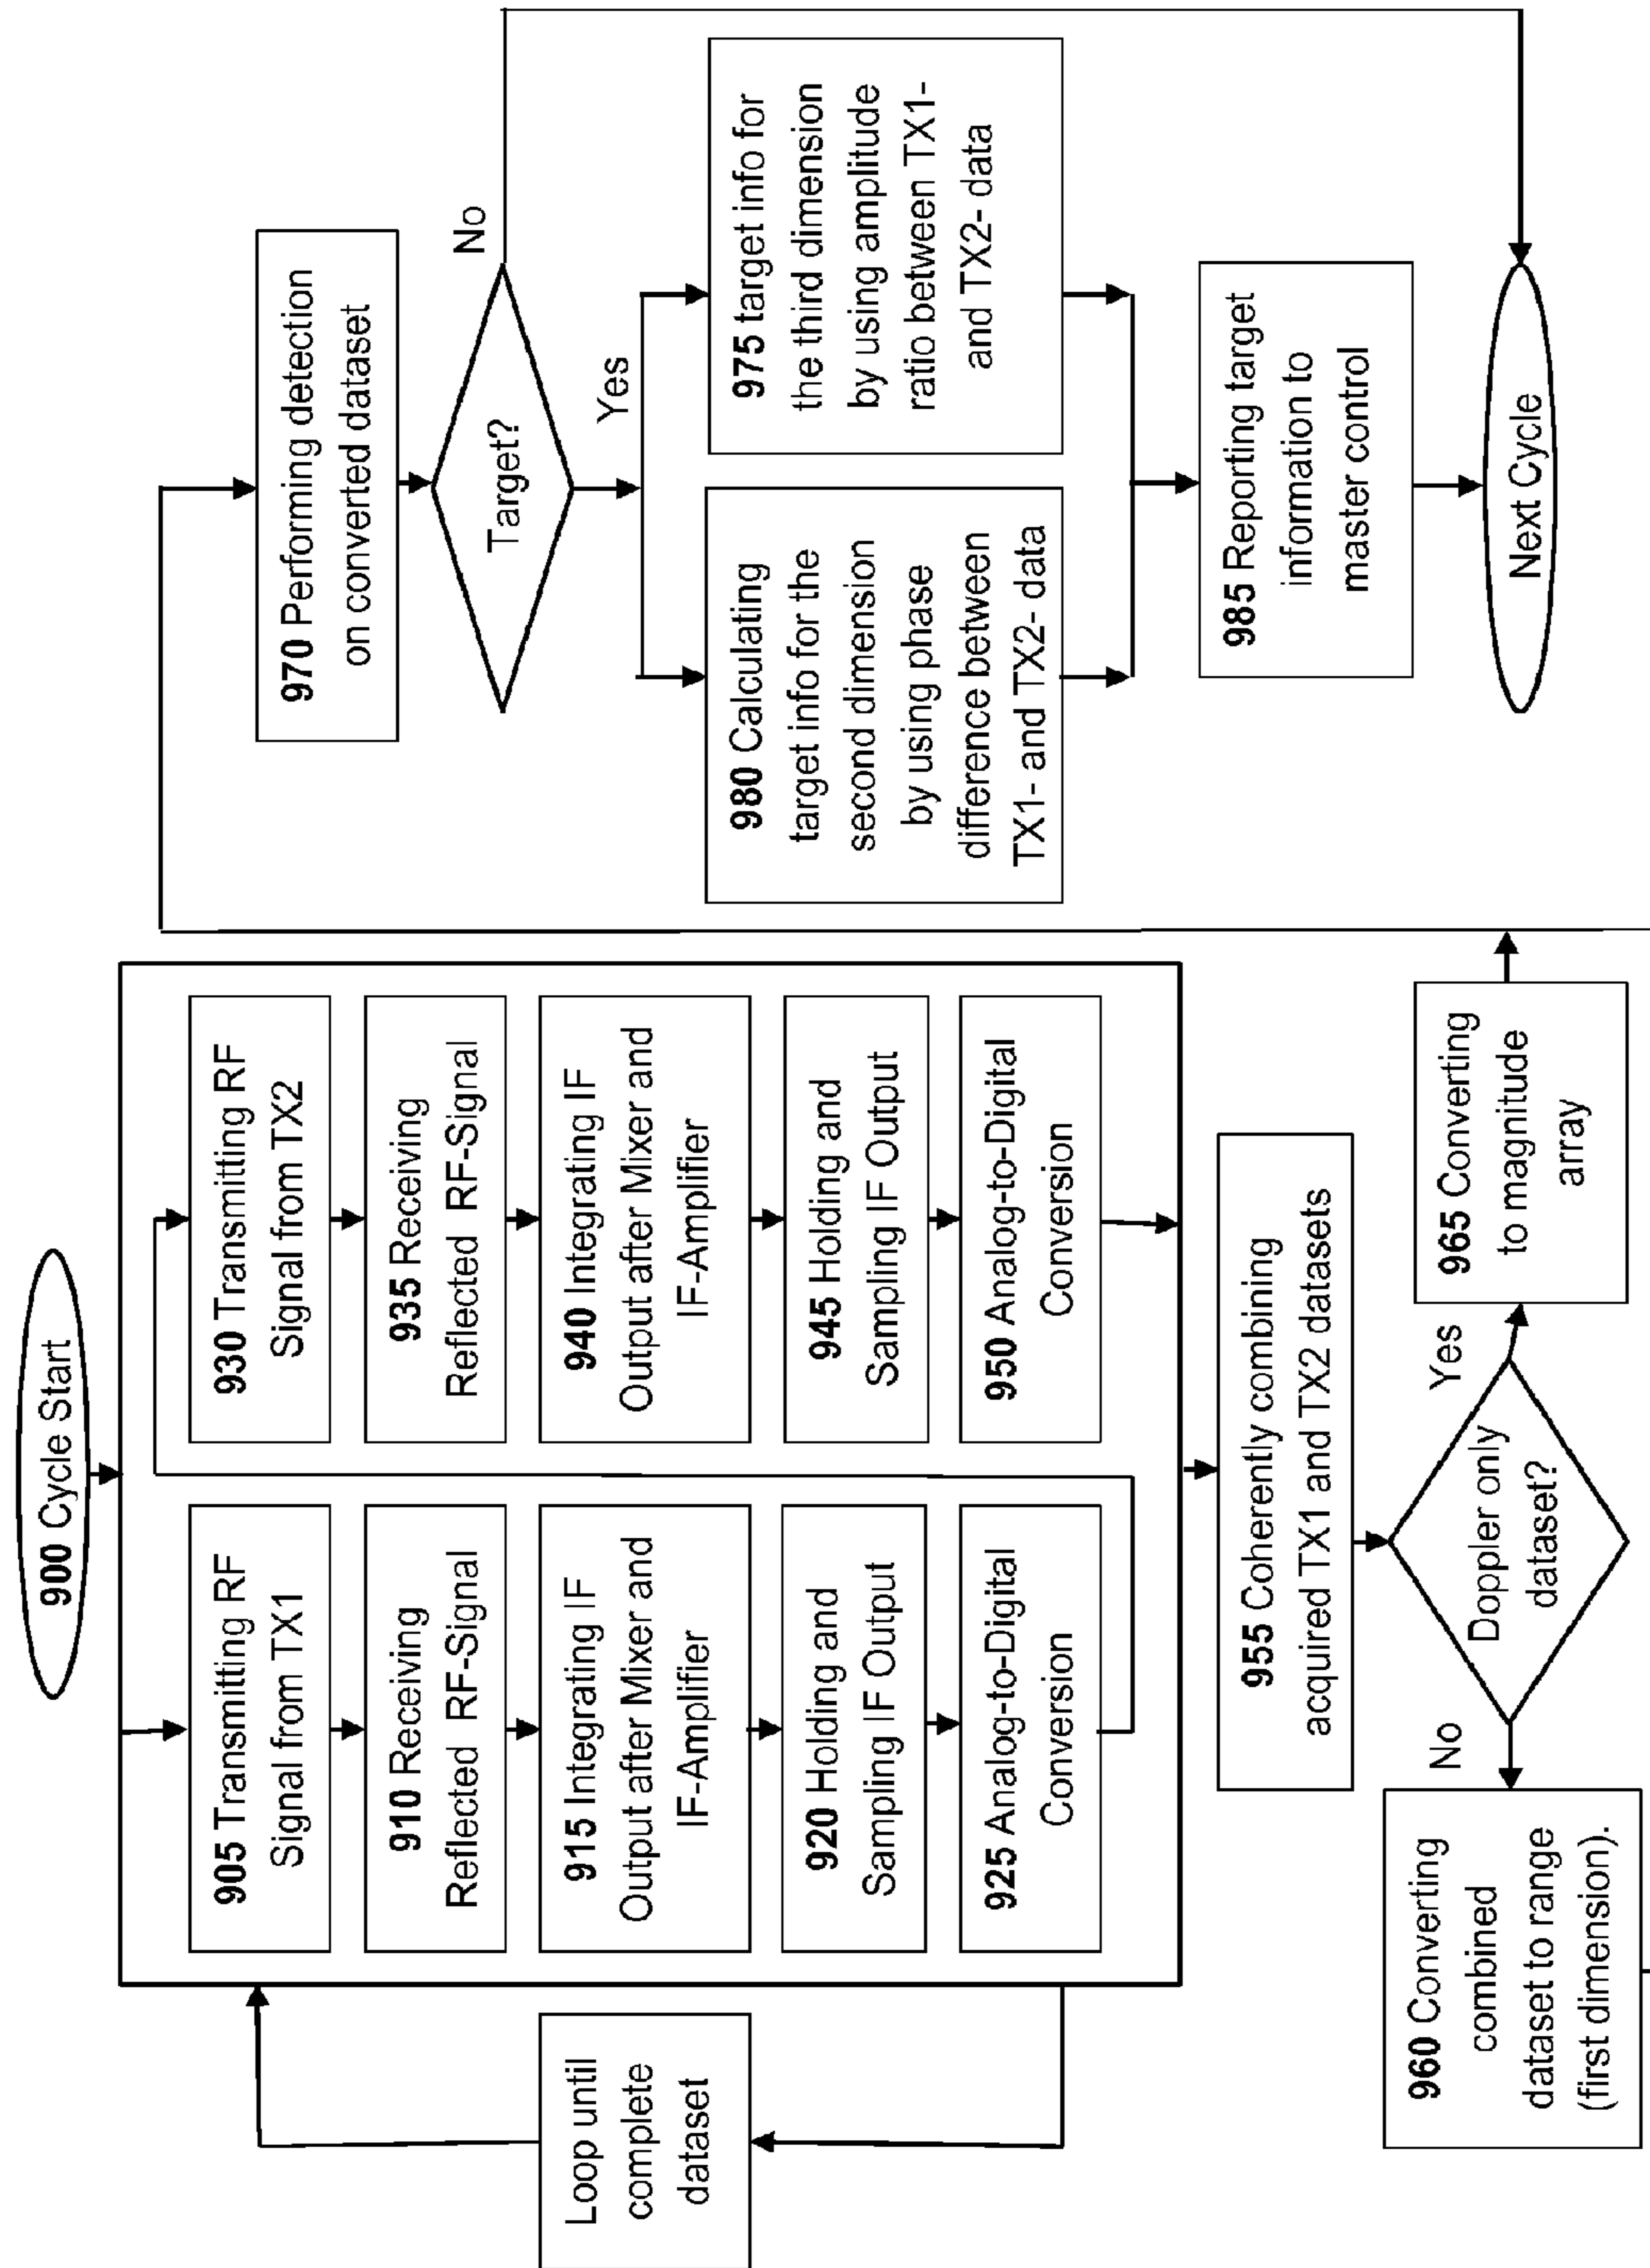 900 Cycle Start
905 Transmitting RF
Signal from TX1
910 Receiving
Reflected RF-Signal
915 Integrating IF
Output after Mixer and
IF-Amplifier
920 Holding and
Sampling IF Output
925 Analog-to-Digital
Conversion
930 Transmitting RF
Signal from TX2
935 Receiving
Reflected RF-Signal
940 Integrating IF
Output after Mixer and
IF-Amplifier
945 Holding and
Sampling IF Output
950 Analog-to-Digital
Conversion
Loop until
complete
dataset
955 Coherently combining
acquired TX1 and TX2 datasets
Doppler only
dataset?
No
Yes
960 Converting
combined
dataset to range
(first dimension).
965 Converting
to magnitude
array
970 Performing detection
on converted dataset
Target?
No
Yes
980 Calculating
target info for the
second dimension
by using phase
difference between
TX1- and TX2- data
975 target info for
the third dimension
by using amplitude
ratio between TX1-
and TX2- data
985 Reporting target
information to
master control
Next Cycle